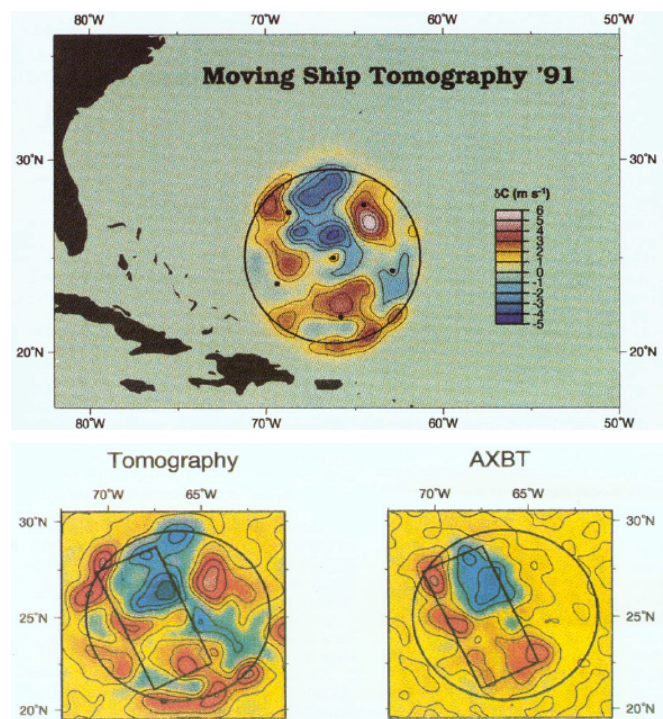 80°W 70°W 60°W 50°W
Moving Ship Tomography '91
30°N 30°N
δC (m s⁻¹)
6
5
4
3
2
1
0
-1
-2
-3
-4
-5
20°N 20°N
80°W 70°W 60°W 50°W
Tomography AXBT
70°W 65°W 70°W 65°W
30°N 30°N
25°N 25°N
20°N 20°N